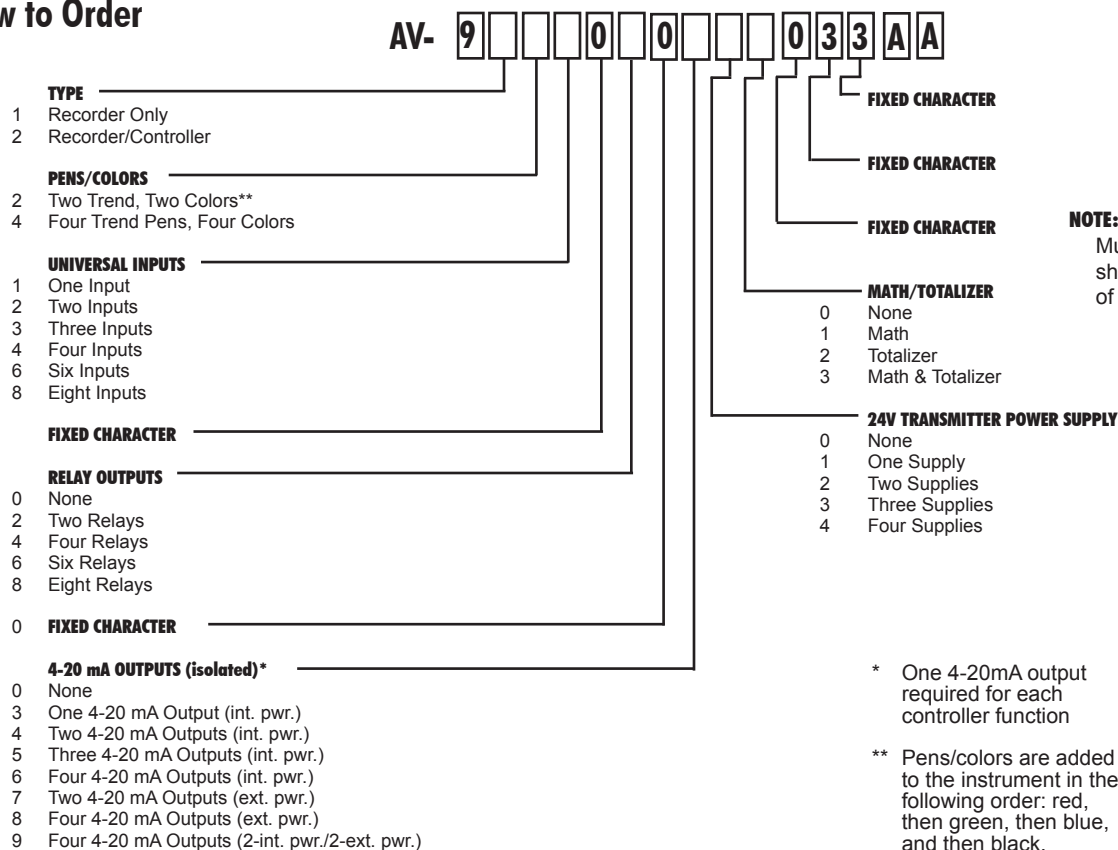 to Order
AV- 9 0 0 0 3 3 A A
TYPE
1 Recorder Only
2 Recorder/Controller
PENS/COLORS
2 Two Trend, Two Colors**
4 Four Trend Pens, Four Colors
UNIVERSAL INPUTS
1 One Input
2 Two Inputs
3 Three Inputs
4 Four Inputs
6 Six Inputs
8 Eight Inputs
FIXED CHARACTER
RELAY OUTPUTS
0 None
2 Two Relays
4 Four Relays
6 Six Relays
8 Eight Relays
0 FIXED CHARACTER
4-20 mA OUTPUTS (isolated)*
0 None
3 One 4-20 mA Output (int. pwr.)
4 Two 4-20 mA Outputs (int. pwr.)
5 Three 4-20 mA Outputs (int. pwr.)
6 Four 4-20 mA Outputs (int. pwr.)
7 Two 4-20 mA Outputs (ext. pwr.)
8 Four 4-20 mA Outputs (ext. pwr.)
9 Four 4-20 mA Outputs (2-int. pwr./2-ext. pwr.)
FIXED CHARACTER
FIXED CHARACTER
FIXED CHARACTER
MATH/TOTALIZER
0 None
1 Math
2 Totalizer
3 Math & Totalizer
24V TRANSMITTER POWER SUPPLY
0 None
1 One Supply
2 Two Supplies
3 Three Supplies
4 Four Supplies
NOTE:
of
* One 4-20mA output
required for each
controller function
** Pens/colors are added
to the instrument in the
following order: red,
then green, then blue,
and then black.